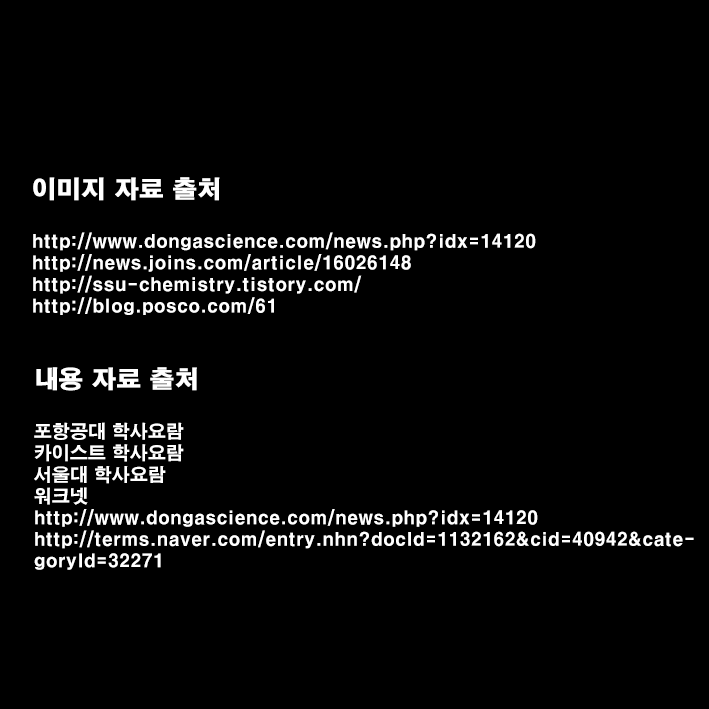 이미지 자료 출처
http://www.dongascience.com/news.php?idx=14120
http://news.joins.com/article/16026148
http://ssu-chemistry.tistory.com/
http://blog.posco.com/61
내용 자료 출처
포항공대 학사요람
카이스트 학사요람
서울대 학사요람
워크넷
http://www.dongascience.com/news.php?idx=14120
http://terms.naver.com/entry.nhn?docId=1132162&cid=40942&cate-
goryId=32271